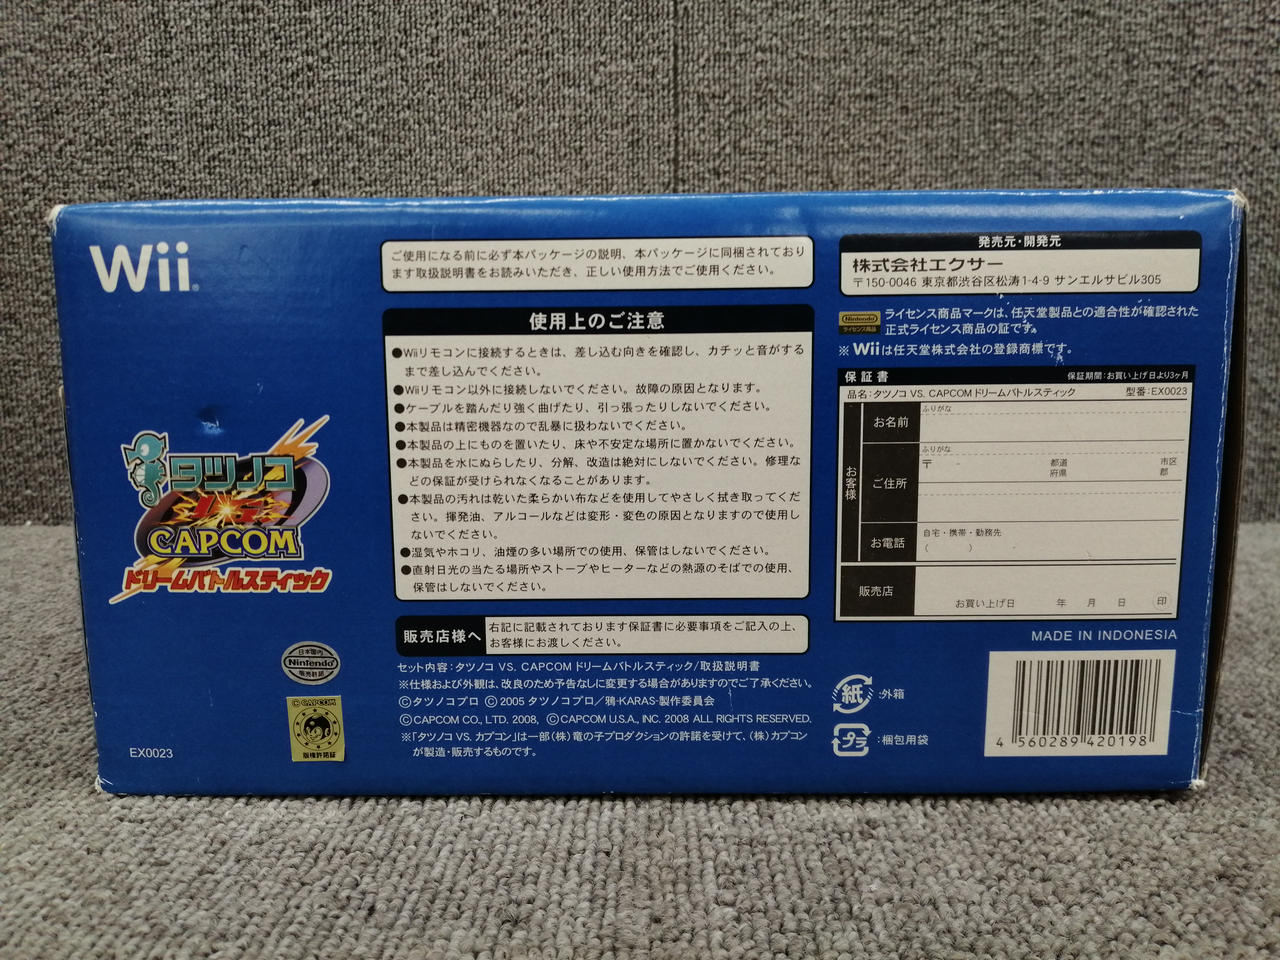 Wii
タツノコ
VS.
CAPCOM
ドリームバトルスティック
日本国内
Nintendo
販売許諾
© CAPCOM
版権許諾証
EX0023
ご使用になる前に必ず本パッケージの説明、本パッケージに同梱されており
ます取扱説明書をお読みいただき、正しい使用方法でご使用ください。
使用上のご注意
●Wiiリモコンに接続するときは、差し込む向きを確認し、カチッと音がする
まで差し込んでください。
●Wiiリモコン以外に接続しないでください。故障の原因となります。
●ケーブルを踏んだり強く曲げたり、引っ張ったりしないでください。
●本製品は精密機器なので乱暴に扱わないでください。
●本製品の上にものを置いたり、床や不安定な場所に置かないでください。
●本製品を水にぬらしたり、分解、改造は絶対にしないでください。修理な
どの保証が受けられなくなることがあります。
●本製品の汚れは乾いた柔らかい布などを使用してやさしく拭き取ってくだ
さい。揮発油、アルコールなどは変形・変色の原因となりますので使用し
ないでください。
●湿気やホコリ、油煙の多い場所での使用、保管はしないでください。
●直射日光の当たる場所やストーブやヒーターなどの熱源のそばでの使用、
保管はしないでください。
販売店様へ
右記に記載されております保証書に必要事項をご記入の上、
お客様にお渡しください。
セット内容:タツノコ VS. CAPCOM ドリームバトルスティック/取扱説明書
※仕様および外観は、改良のため予告なしに変更する場合がありますのでご了承ください。
©タツノコプロ ©2005 タツノコプロ/鴉-KARAS-製作委員会
©CAPCOM CO., LTD. 2008, ©CAPCOM U.S.A., INC. 2008 ALL RIGHTS RESERVED.
※「タツノコ VS. カプコン」は一部(株)竜の子プロダクションの許諾を受けて、(株)カプコン
が製造・販売するものです。
発売元・開発元
株式会社エクサー
〒150-0046 東京都渋谷区松涛1-4-9 サンエルサビル305
Nintendo
ライセンス商品
ライセンス商品マークは、任天堂製品との適合性が確認された
正式ライセンス商品の証です。
※ Wiiは任天堂株式会社の登録商標です。
保証書
保証期間:お買い上げ日より3ヶ月
品名:タツノコ VS. CAPCOMドリームバトルスティック
型番:EX0023
お客様
お名前
ふりがな
ご住所
ふりがな
〒 -
都道
府県
市区
郡
お電話
自宅・携帯・勤務先
( )
販売店
お買い上げ日 年 月 日 印
MADE IN INDONESIA
紙 :外箱
プラ :梱包用袋
4 560289 420198